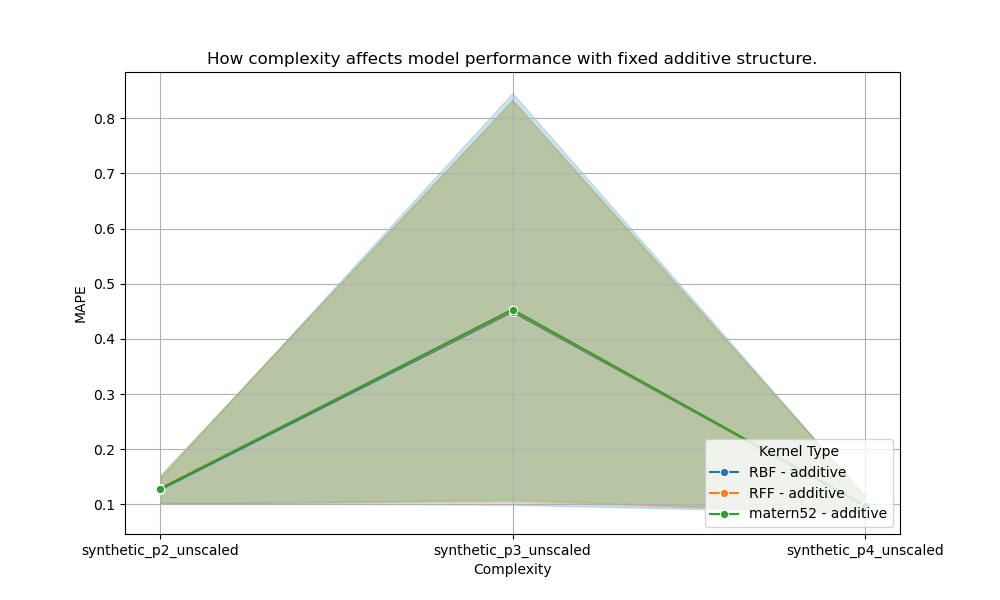 How complexity affects model performance with fixed additive structure.
MAPE
0.8
0.7
0.6
0.5
0.4
0.3
0.2
0.1
Kernel Type
RBF - additive
RFF - additive
matern52 - additive
synthetic_p2_unscaled
synthetic_p3_unscaled
synthetic_p4_unscaled
Complexity